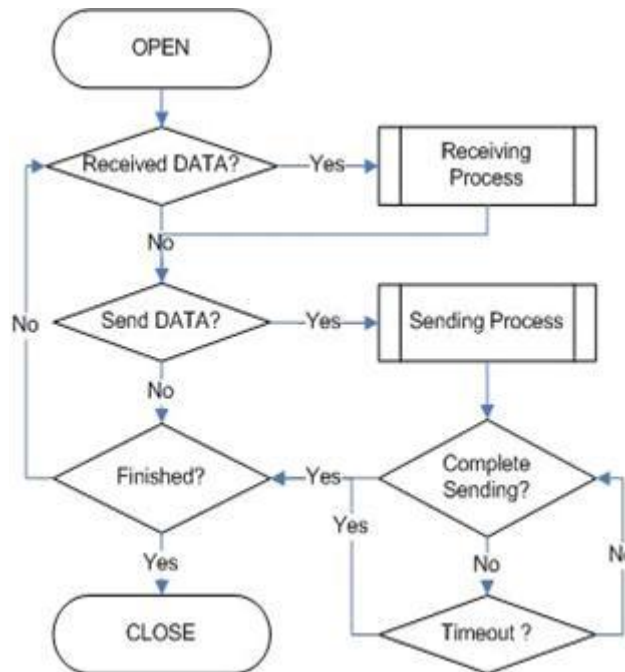 OPEN
Received DATA?
Yes
Receiving
Process
No
Send DATA?
Yes
Sending Process
No
No
Finished?
Yes
Complete
Sending?
Yes
Yes
No
No
CLOSE
Timeout ?